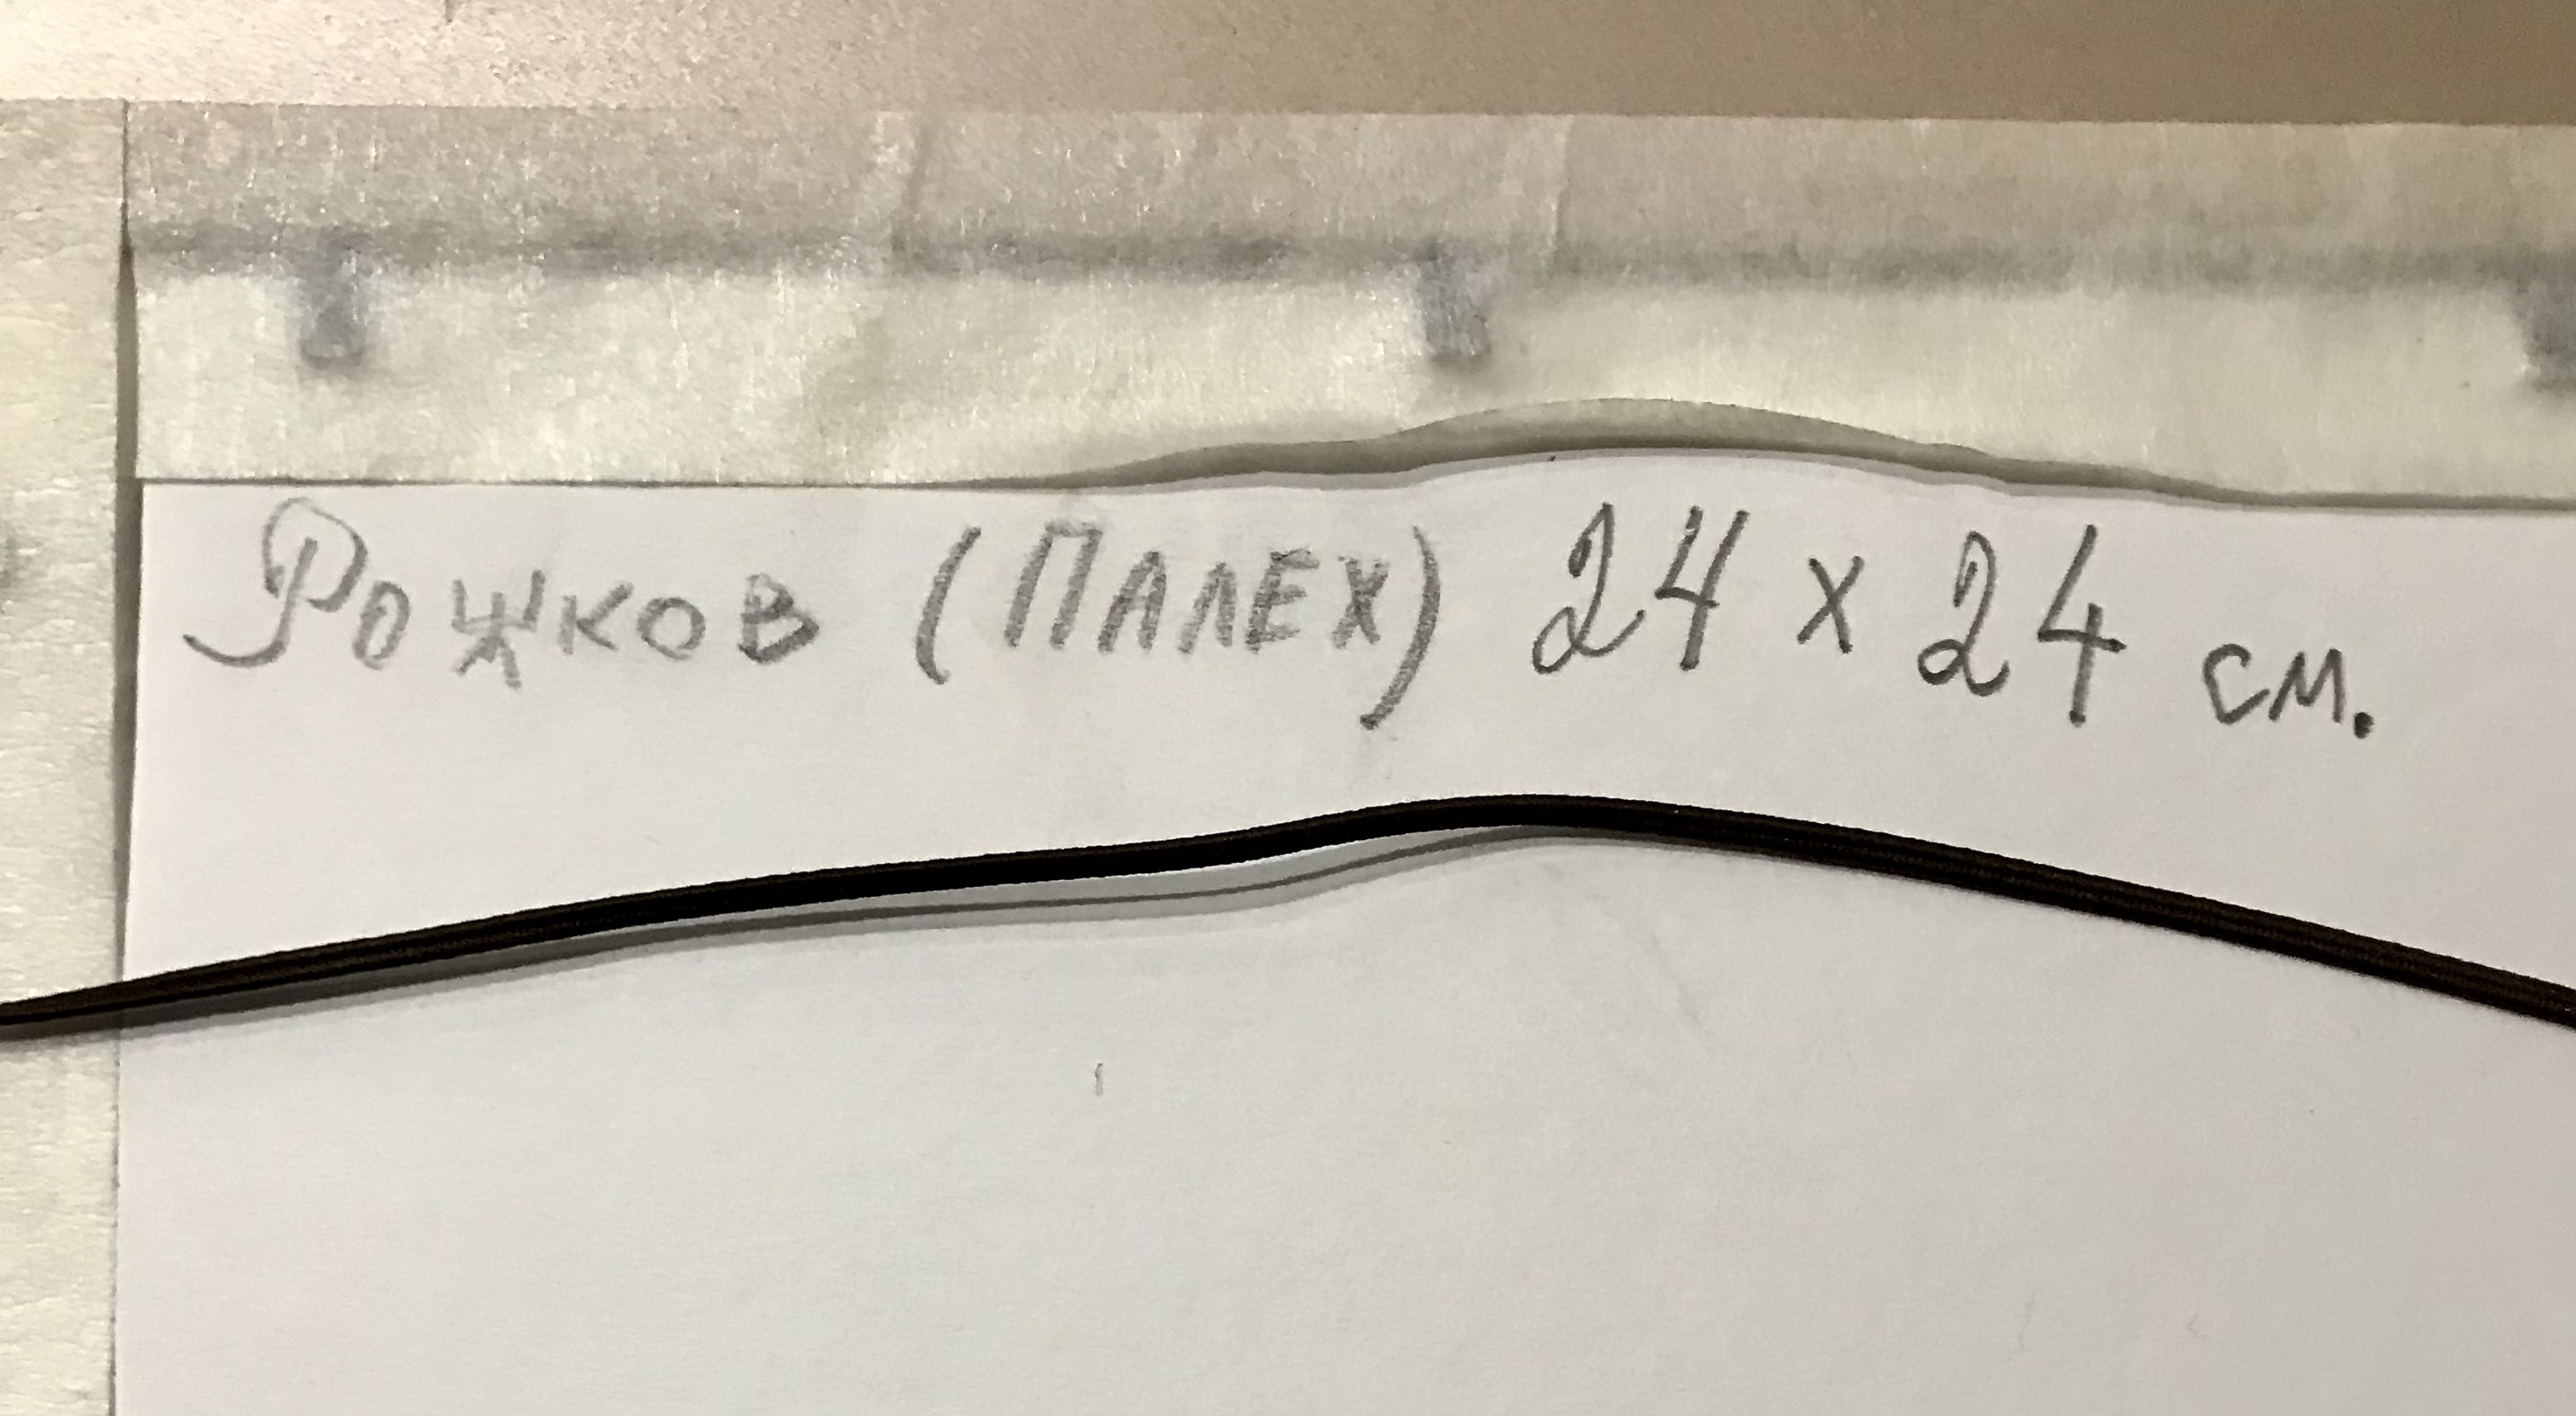 Рожков (Палех) 24 х 24 см.